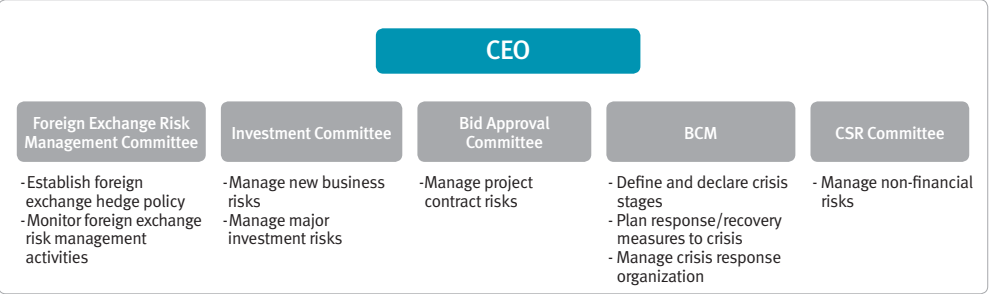 CEO
Foreign Exchange Risk
Management Committee
-Establish foreign
exchange hedge policy
-Monitor foreign exchange
risk management
activities
Investment Committee
-Manage new business
risks
-Manage major
investment risks
Bid Approval
Committee
-Manage project
contract risks
BCM
- Define and declare crisis
stages
- Plan response/recovery
measures to crisis
- Manage crisis response
organization
CSR Committee
- Manage non-financial
risks